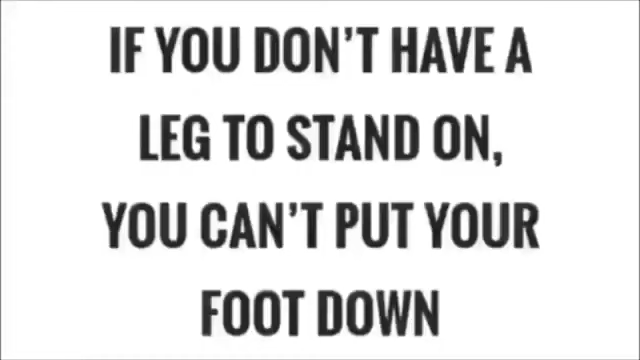 IF YOU DON'T HAVE A
LEG TO STAND ON,
YOU CAN'T PUT YOUR
FOOT DOWN